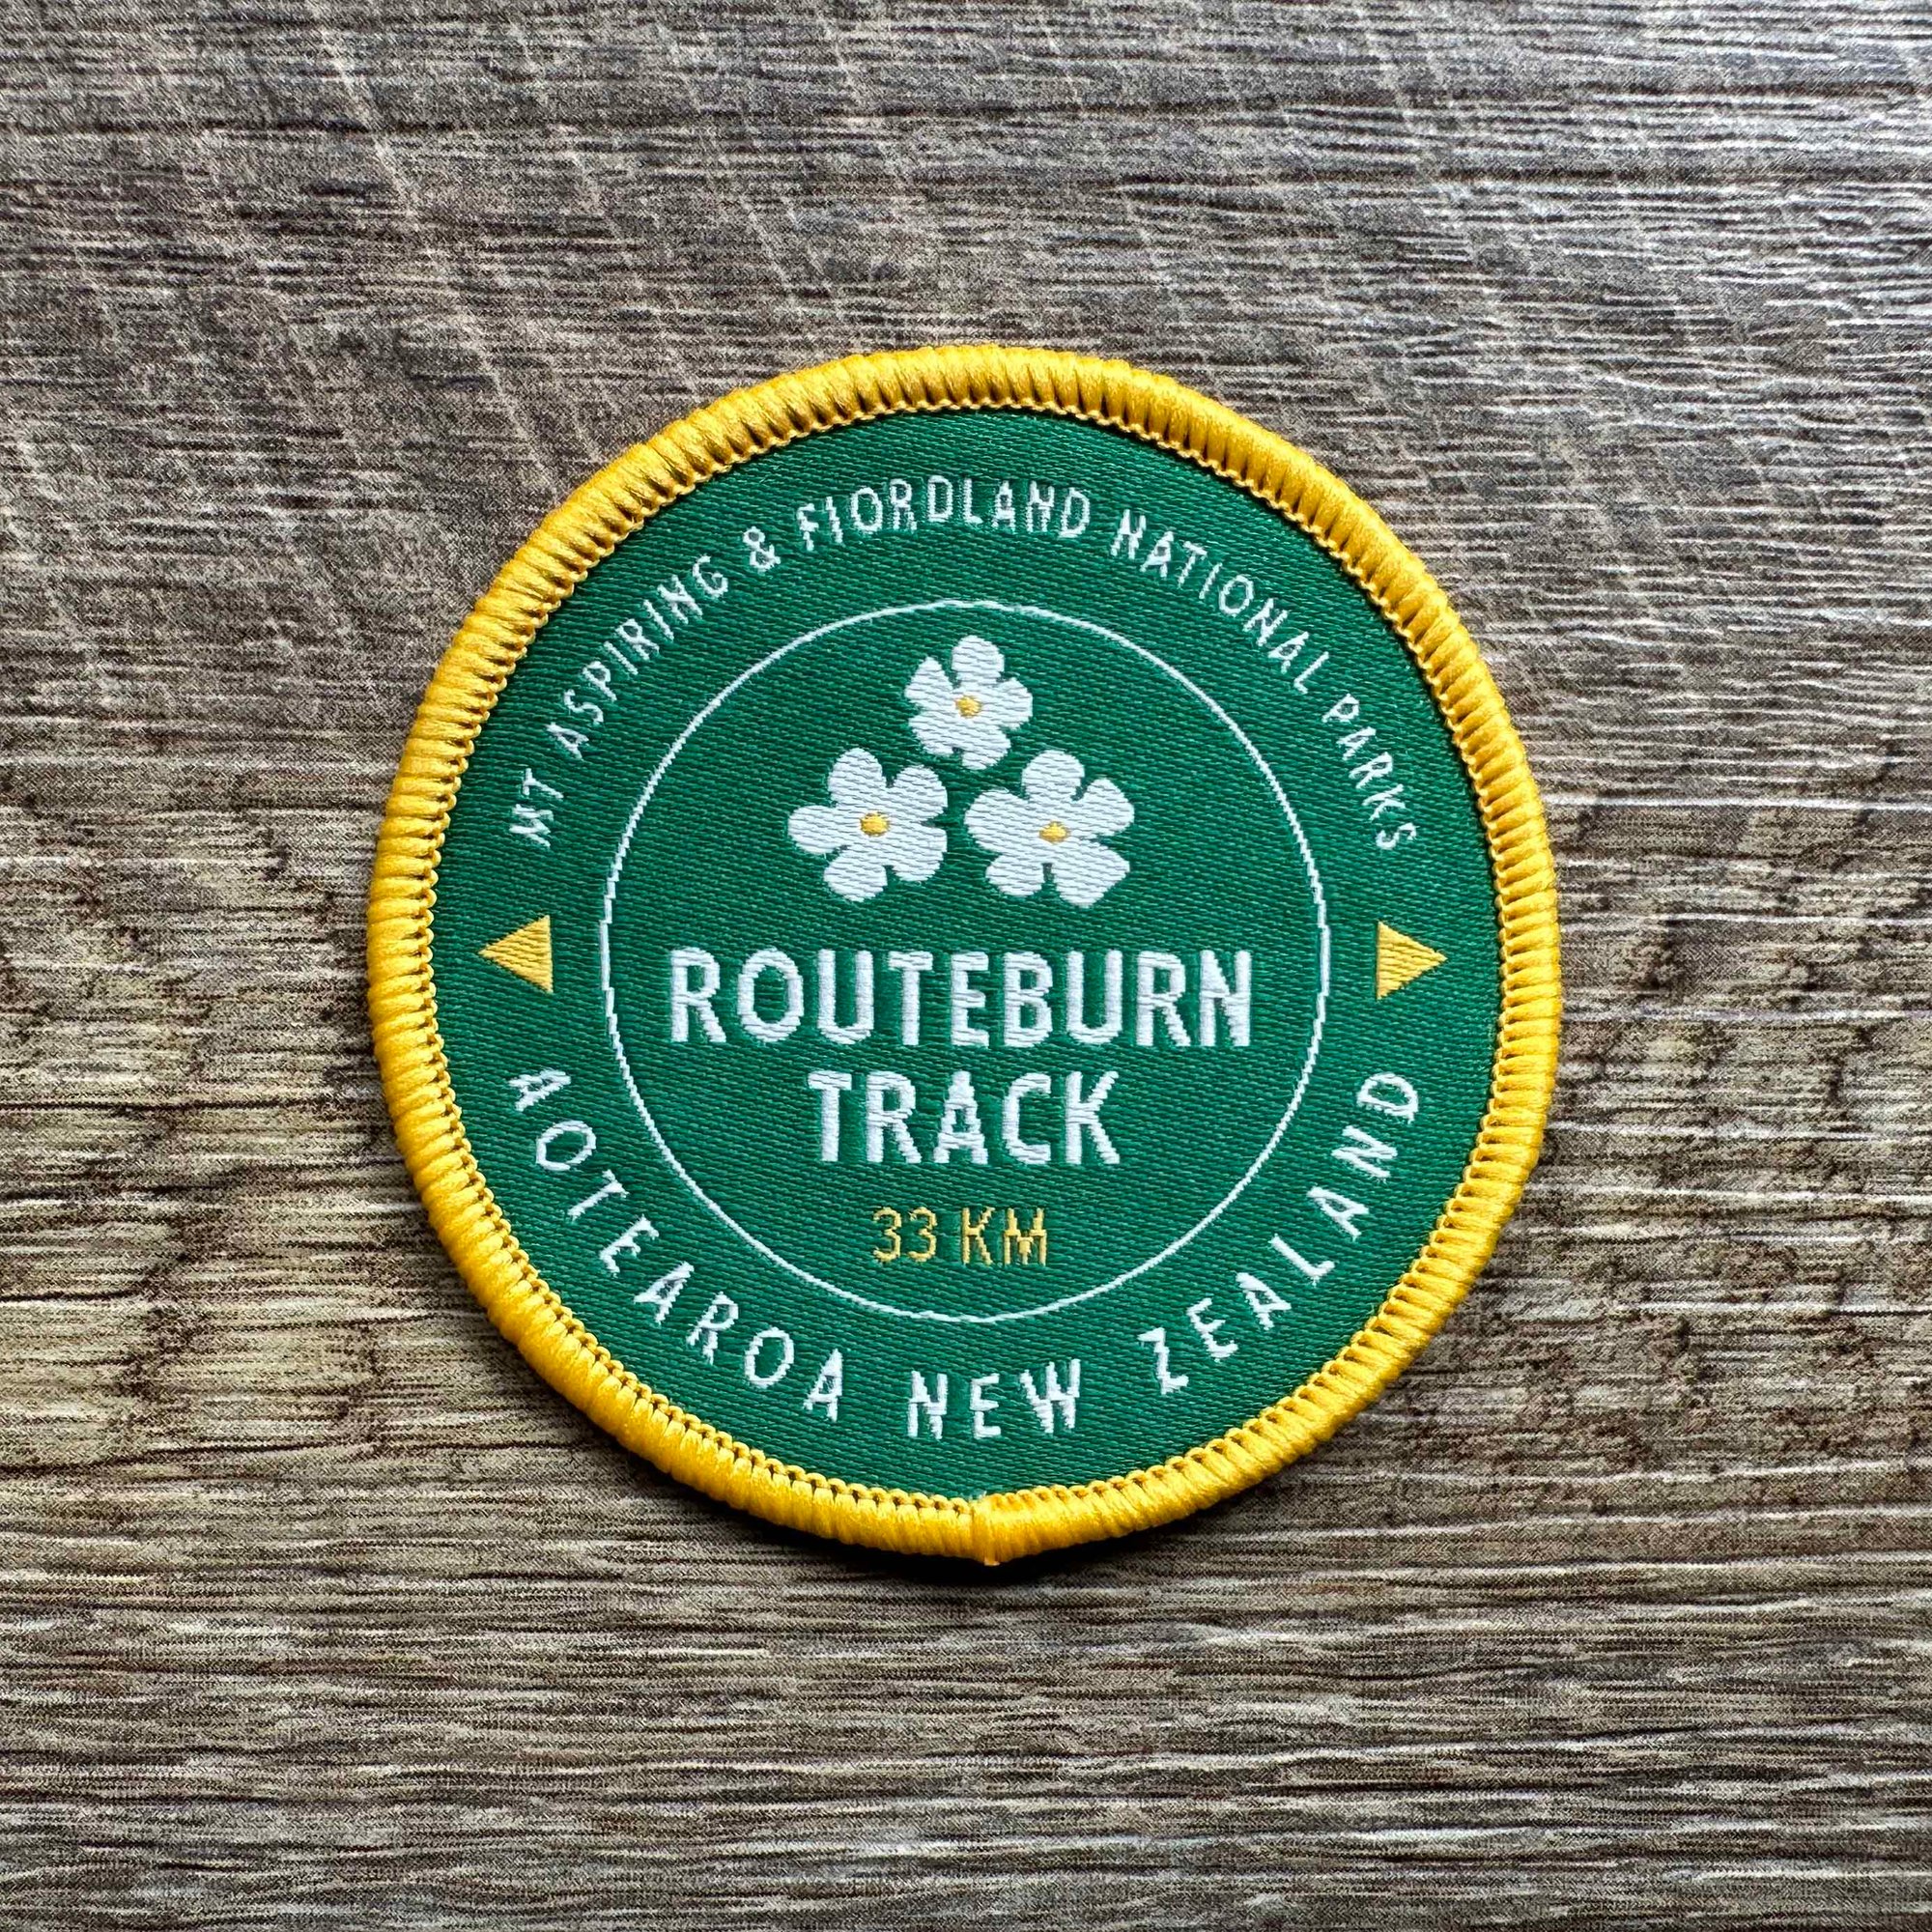 MT ASPIRING & FIORDLAND NATIONAL PARKS
ROUTEBURN
TRACK
33 KM
AOTEAROA NEW ZEALAND